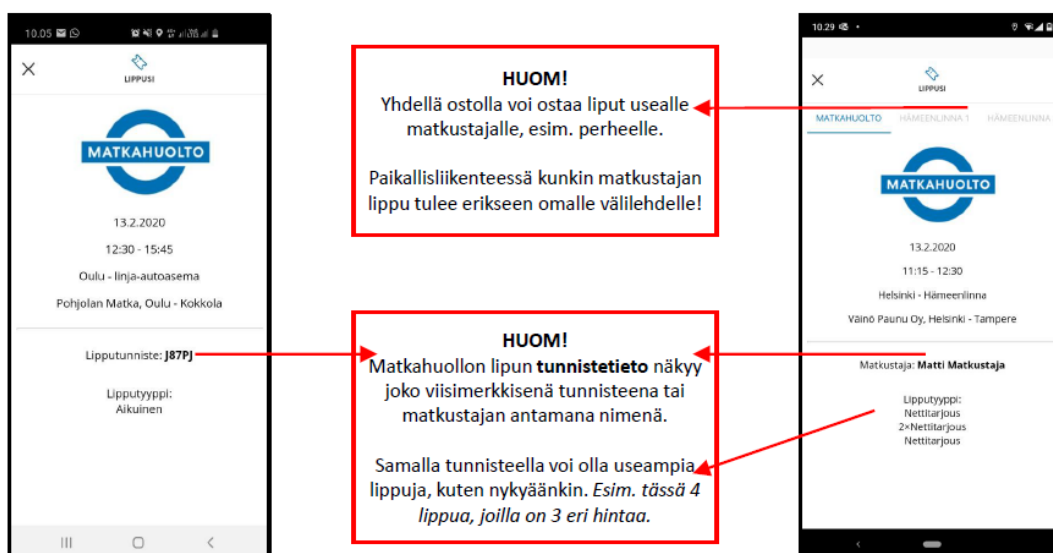 10.05
LIPPUSI
MATKAHUOLTO
13.2.2020
12:30 - 15:45
Oulu - linja-autoasema
Pohjolan Matka, Oulu - Kokkola
Lipputunniste: J87PJ
Lipputyyppi:
Aikuinen
HUOM!
Yhdellä ostolla voi ostaa liput usealle
matkustajalle, esim. perheelle.
Paikallisliikenteessä kunkin matkustajan
lippu tulee erikseen omalle välilehdelle!
HUOM!
Matkahuollon lipun tunnistetieto näkyy
joko viisimerkkisenä tunnisteena tai
matkustajan antamana nimenä.
Samalla tunnisteella voi olla useampia
lippuja, kuten nykyäänkin. Esim. tässä 4
lippua, joilla on 3 eri hintaa.
10.29
LIPPUSI
MATKAHUOLTO HÄMEENLINNA 1 HÄMEENLINNA
MATKAHUOLTO
13.2.2020
11:15 - 12:30
Helsinki - Hämeenlinna
Väinö Paunu Oy, Helsinki - Tampere
Matkustaja: Matti Matkustaja
Lipputyyppi:
Nettitarjous
2×Nettitarjous
Nettitarjous